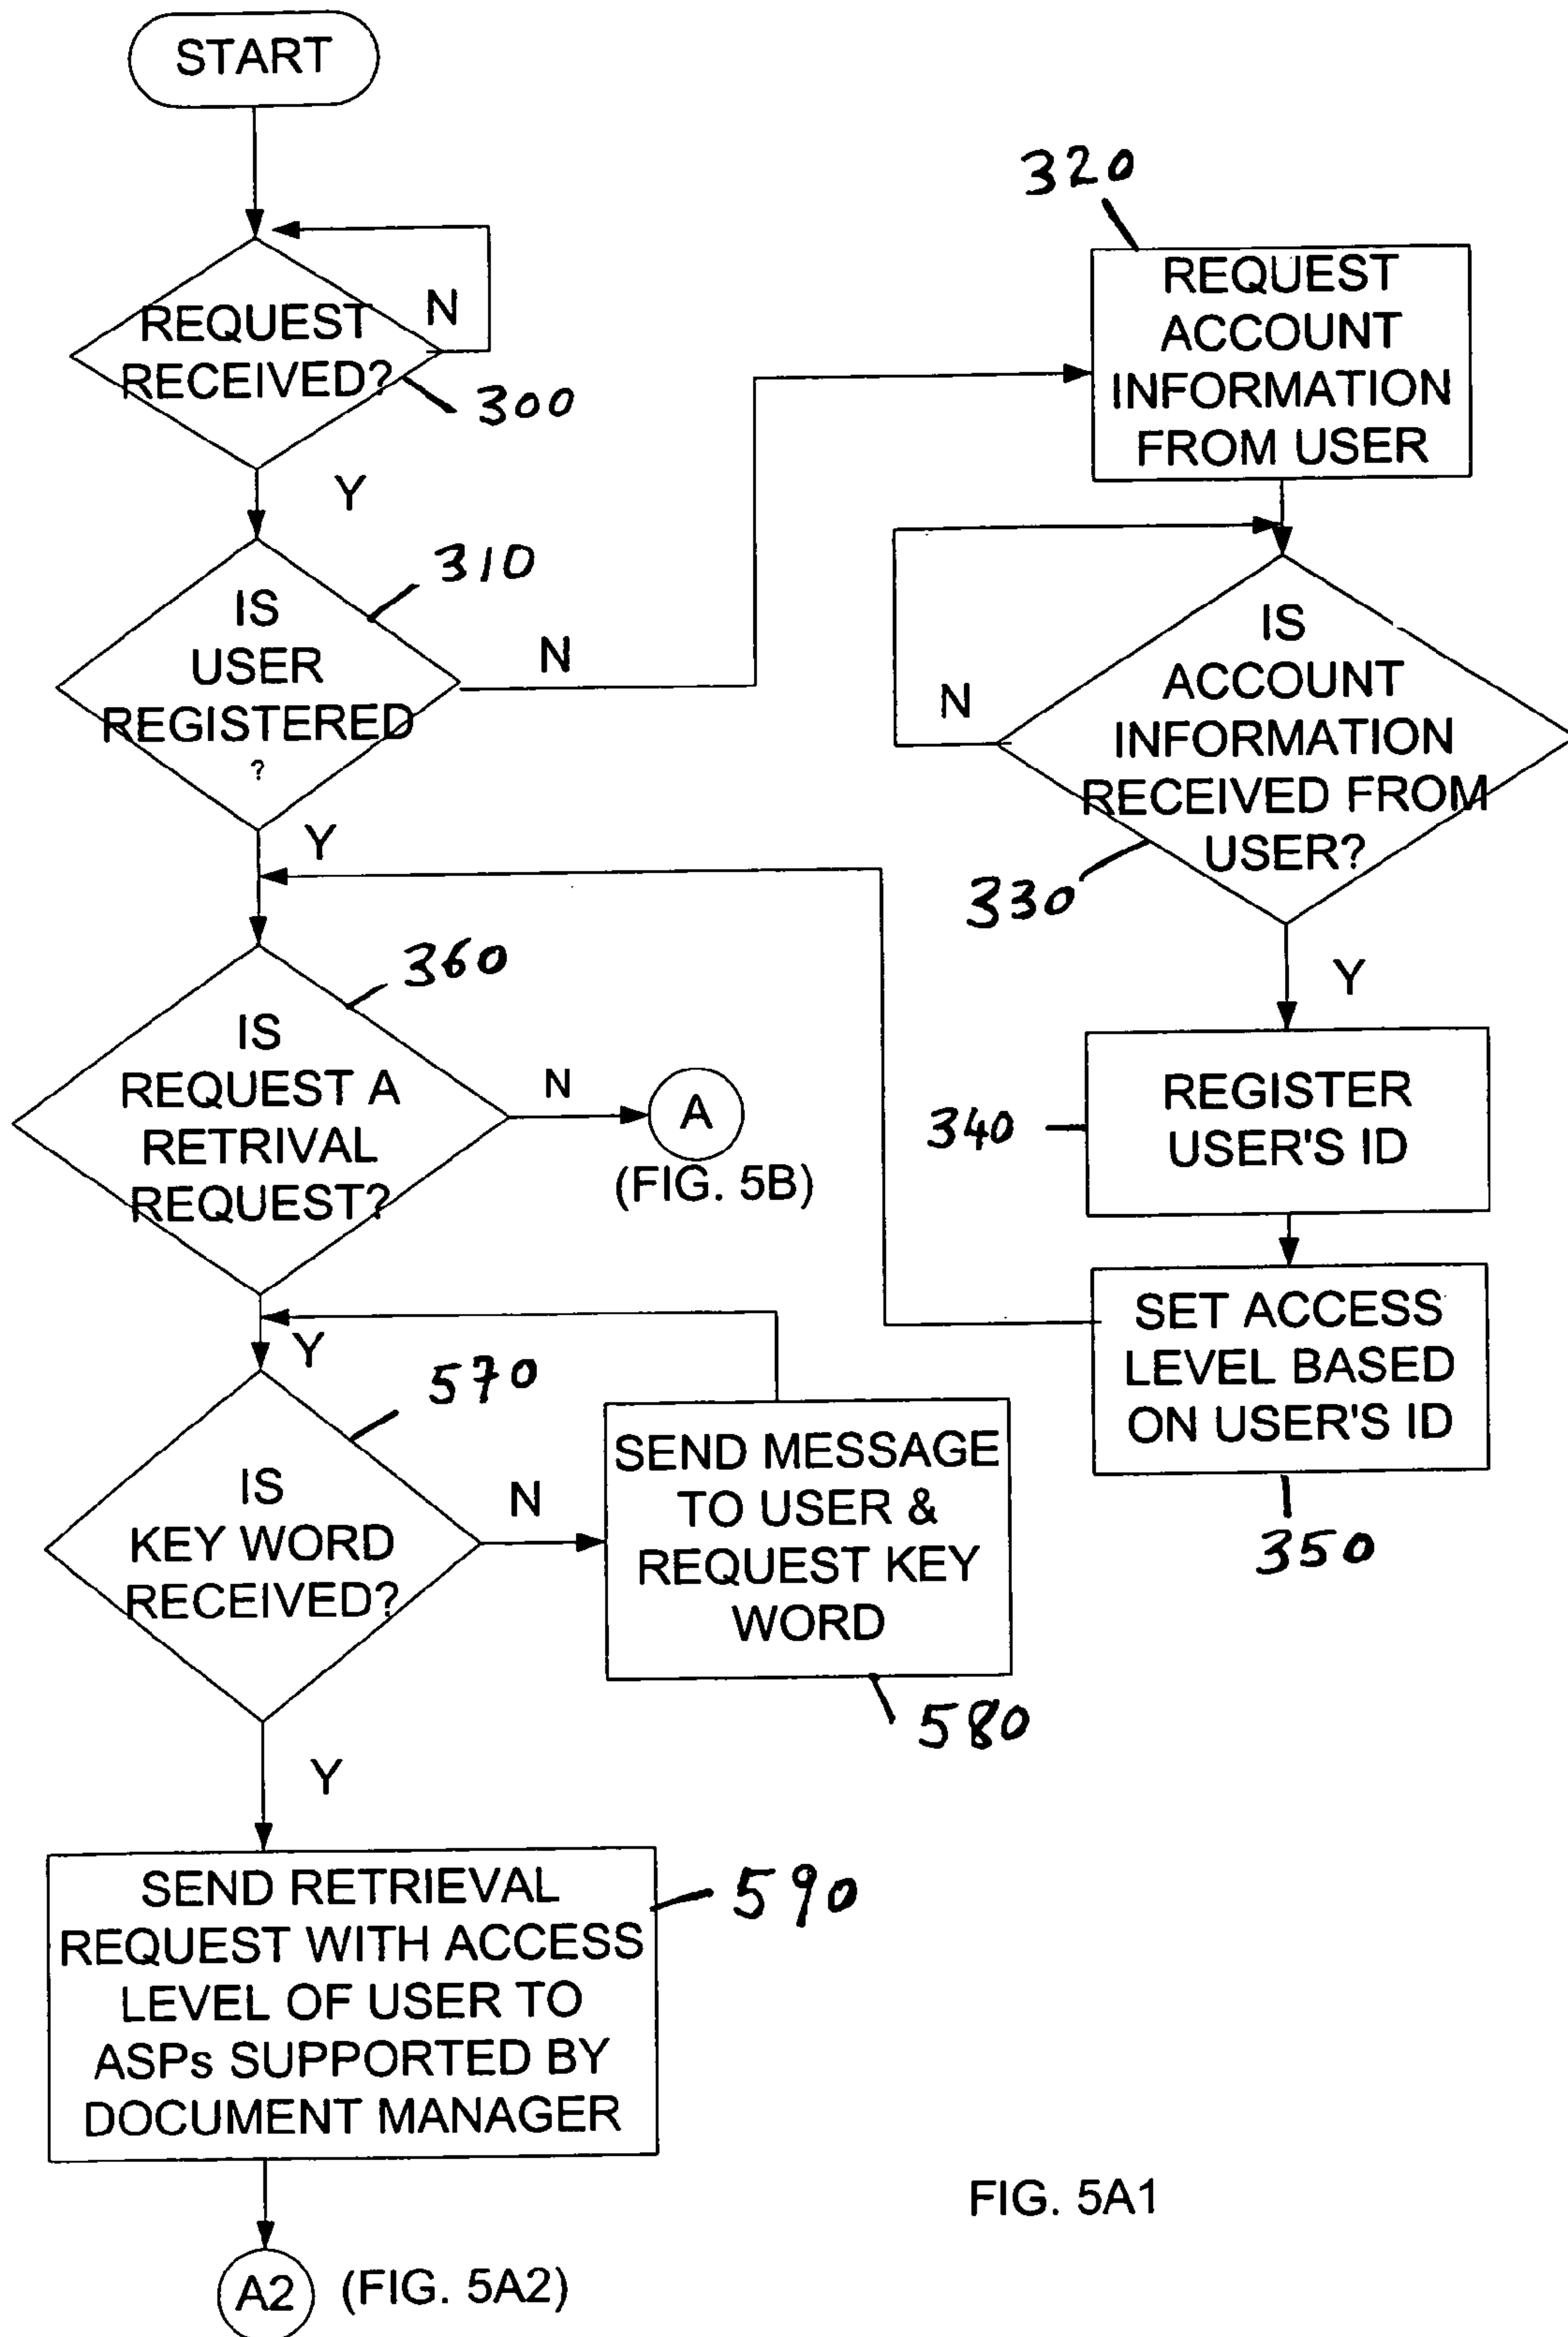 START
REQUEST
RECEIVED?
N
300
Y
IS
USER
REGISTERED
?
310
N
Y
320
REQUEST
ACCOUNT
INFORMATION
FROM USER
IS
ACCOUNT
INFORMATION
RECEIVED FROM
USER?
N
330
Y
340
REGISTER
USER'S ID
SET ACCESS
LEVEL BASED
ON USER'S ID
350
360
IS
REQUEST A
RETRIVAL
REQUEST?
N
A
(FIG. 5B)
Y
570
IS
KEY WORD
RECEIVED?
N
SEND MESSAGE
TO USER &
REQUEST KEY
WORD
580
Y
SEND RETRIEVAL
REQUEST WITH ACCESS
LEVEL OF USER TO
ASPs SUPPORTED BY
DOCUMENT MANAGER
590
A2
(FIG. 5A2)
FIG. 5A1